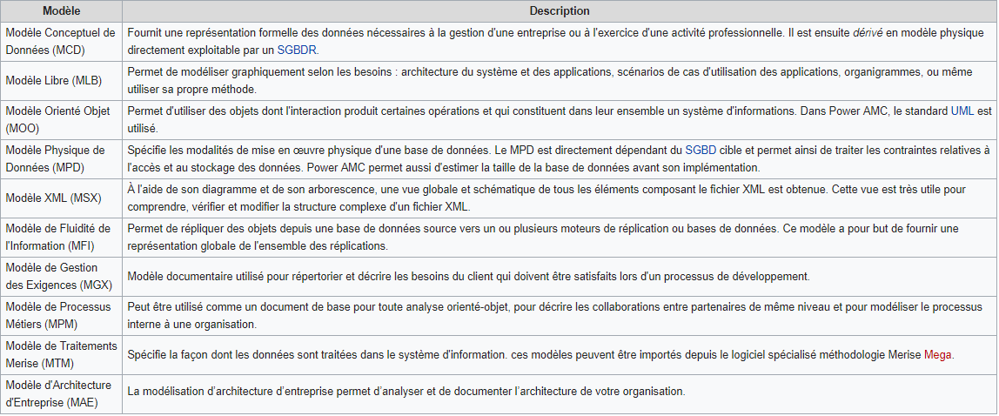 Modèle
Description
Modèle Conceptuel de
Données (MCD)
Fournit une représentation formelle des données nécessaires à la gestion d'une entreprise ou à l'exercice d'une activité professionnelle. Il est ensuite dérivé en modèle physique
directement exploitable par un SGBDR.
Modèle Libre (MLB)
Permet de modéliser graphiquement selon les besoins : architecture du système et des applications, scénarios de cas d'utilisation des applications, organigrammes, ou même
utiliser sa propre méthode.
Modèle Orienté Objet
(MOO)
Permet d'utiliser des objets dont l'interaction produit certaines opérations et qui constituent dans leur ensemble un système d'informations. Dans Power AMC, le standard UML est
utilisé.
Modèle Physique de
Données (MPD)
Spécifie les modalités de mise en œuvre physique d'une base de données. Le MPD est directement dépendant du SGBD cible et permet ainsi de traiter les contraintes relatives à
l'accès et au stockage des données. Power AMC permet aussi d'estimer la taille de la base de données avant son implémentation.
Modèle XML (MSX)
À l'aide de son diagramme et de son arborescence, une vue globale et schématique de tous les éléments composant le fichier XML est obtenue. Cette vue est très utile pour
comprendre, vérifier et modifier la structure complexe d'un fichier XML.
Modèle de Fluidité de
l'Information (MFI)
Permet de répliquer des objets depuis une base de données source vers un ou plusieurs moteurs de réplication ou bases de données. Ce modèle a pour but de fournir une
représentation globale de l'ensemble des réplications.
Modèle de Gestion
des Exigences (MGX)
Modèle documentaire utilisé pour répertorier et décrire les besoins du client qui doivent être satisfaits lors d'un processus de développement.
Modèle de Processus
Métiers (MPM)
Peut être utilisé comme un document de base pour toute analyse orienté-objet, pour décrire les collaborations entre partenaires de même niveau et pour modéliser le processus
interne à une organisation.
Modèle de Traitements
Merise (MTM)
Spécifie la façon dont les données sont traitées dans le système d'information. ces modèles peuvent être importés depuis le logiciel spécialisé méthodologie Merise Mega.
Modèle d'Architecture
d'Entreprise (MAE)
La modélisation d'architecture d'entreprise permet d'analyser et de documenter l'architecture de votre organisation.